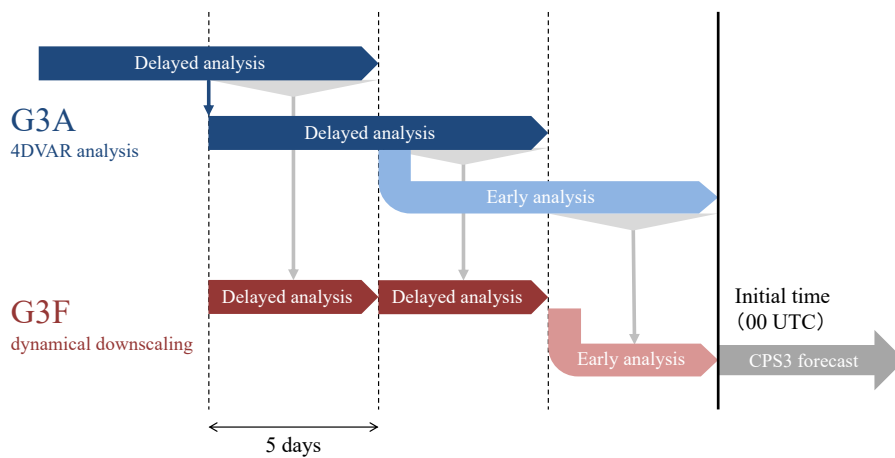 Delayed analysis
G3A
4DVAR analysis
Delayed analysis
Early analysis
G3F
dynamical downscaling
Delayed analysis
Delayed analysis
Early analysis
Initial time
（00 UTC）
CPS3 forecast
5 days